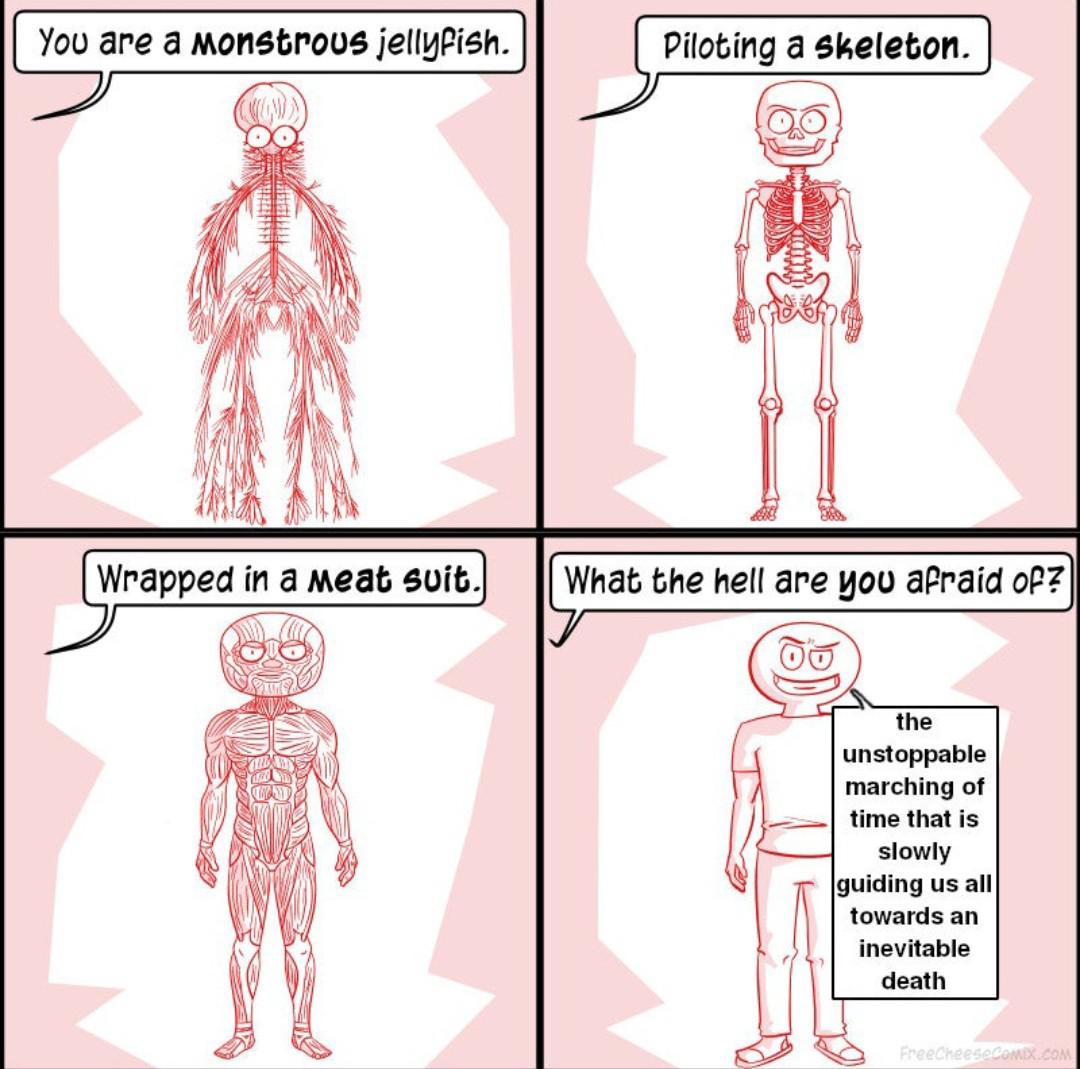 You are a monstrous jellyfish.
Piloting a skeleton.
Wrapped in a meat suit.
What the hell are you afraid of?
the
unstoppable
marching of
time that is
slowly
guiding us all
towards an
inevitable
death
FreeCheeseComix.com